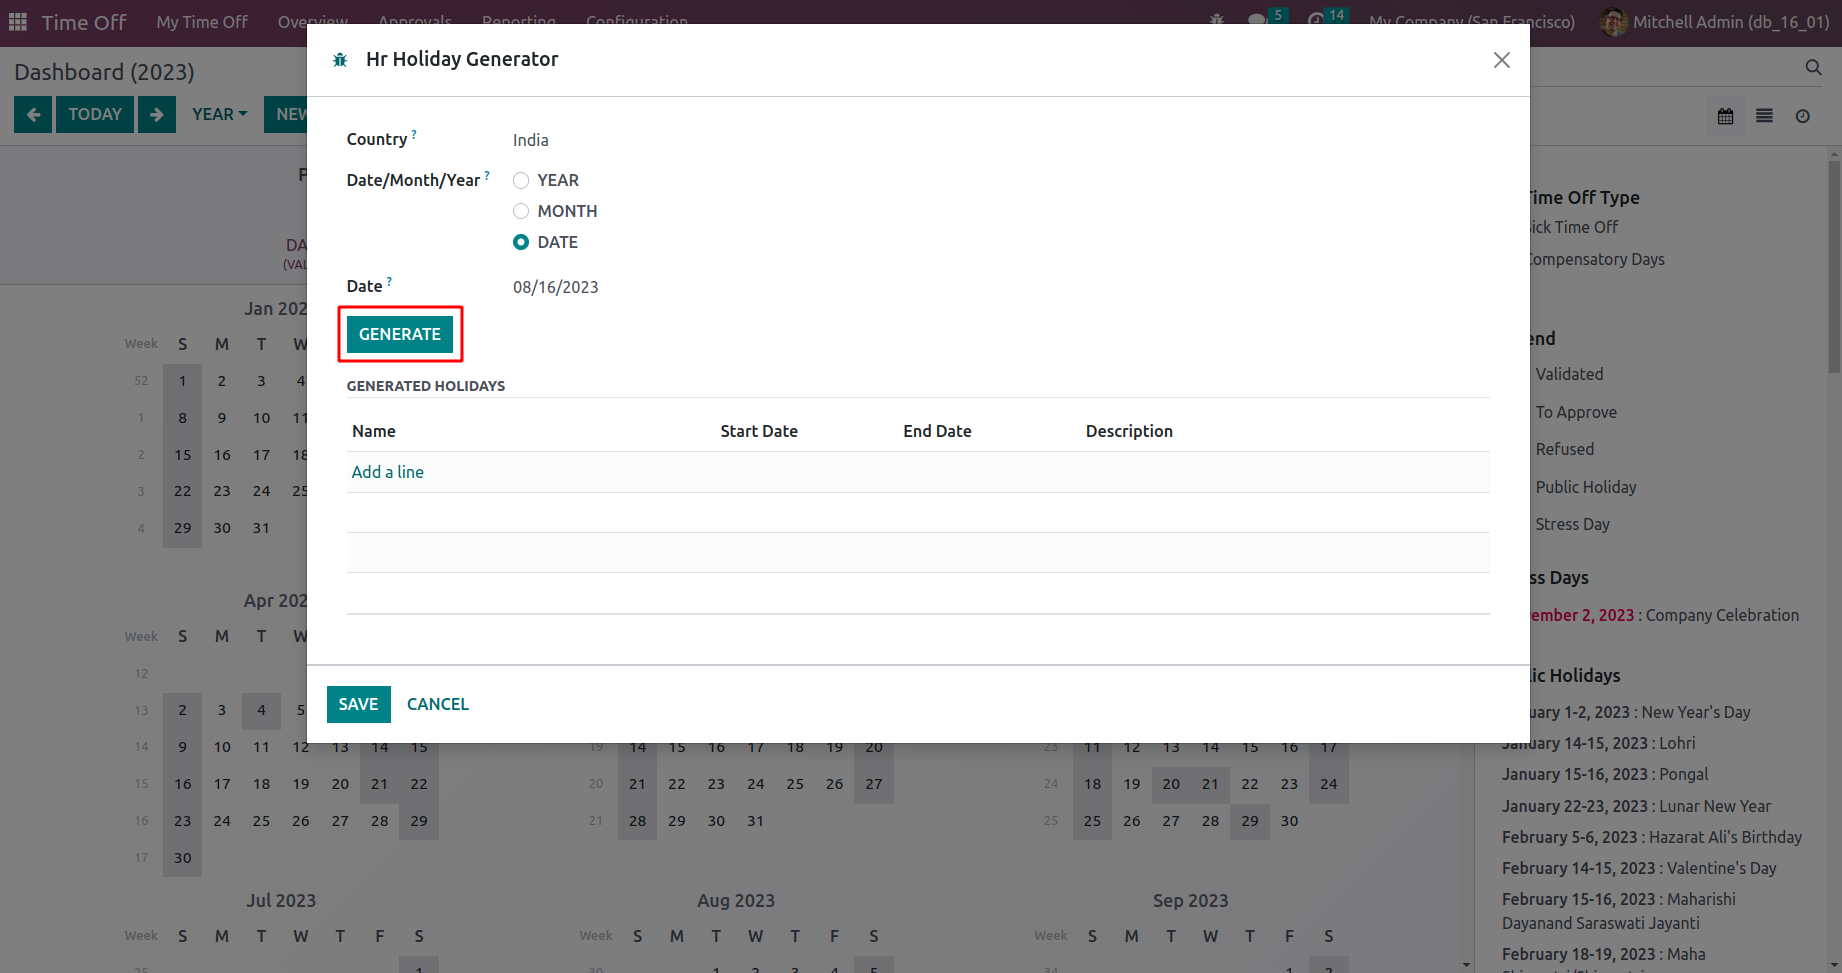 Time Off My Time Off Overview Approvals Reporting Configuration 5 14 My Company (San Francisco) Mitchell Admin (db_16_01)
Dashboard (2023)
TODAY YEAR NEW
Hr Holiday Generator
Country ? India
Date/Month/Year ? YEAR
MONTH
DATE
Date ? 08/16/2023
GENERATE
GENERATED HOLIDAYS
Name Start Date End Date Description
Add a line
SAVE CANCEL
DA
(VAL
Jan 202
Week S M T W
52 1 2 3 4
1 8 9 10 11
2 15 16 17 18
3 22 23 24 25
4 29 30 31
Apr 202
Week S M T W
12
13 2 3 4 5
14 9 10 11 12 13 14 15
15 16 17 18 19 20 21 22
16 23 24 25 26 27 28 29
17 30
19 14 15 16 17 18 19 20
20 21 22 23 24 25 26 27
21 28 29 30 31
23 11 12 13 14 15 16 17
24 18 19 20 21 22 23 24
25 25 26 27 28 29 30
Jul 2023
Week S M T W T F S
1
Aug 2023
Week S M T W T F S
1 2 3 4 5
Sep 2023
Week S M T W T F S
1 2
ime Off Type
ick Time Off
ompensatory Days
end
Validated
To Approve
Refused
Public Holiday
Stress Day
ss Days
ember 2, 2023 : Company Celebration
lic Holidays
uary 1-2, 2023 : New Year's Day
January 14-15, 2023 : Lohri
January 15-16, 2023 : Pongal
January 22-23, 2023 : Lunar New Year
February 5-6, 2023 : Hazarat Ali's Birthday
February 14-15, 2023 : Valentine's Day
February 15-16, 2023 : Maharishi
Dayanand Saraswati Jayanti
February 18-19, 2023 : Maha